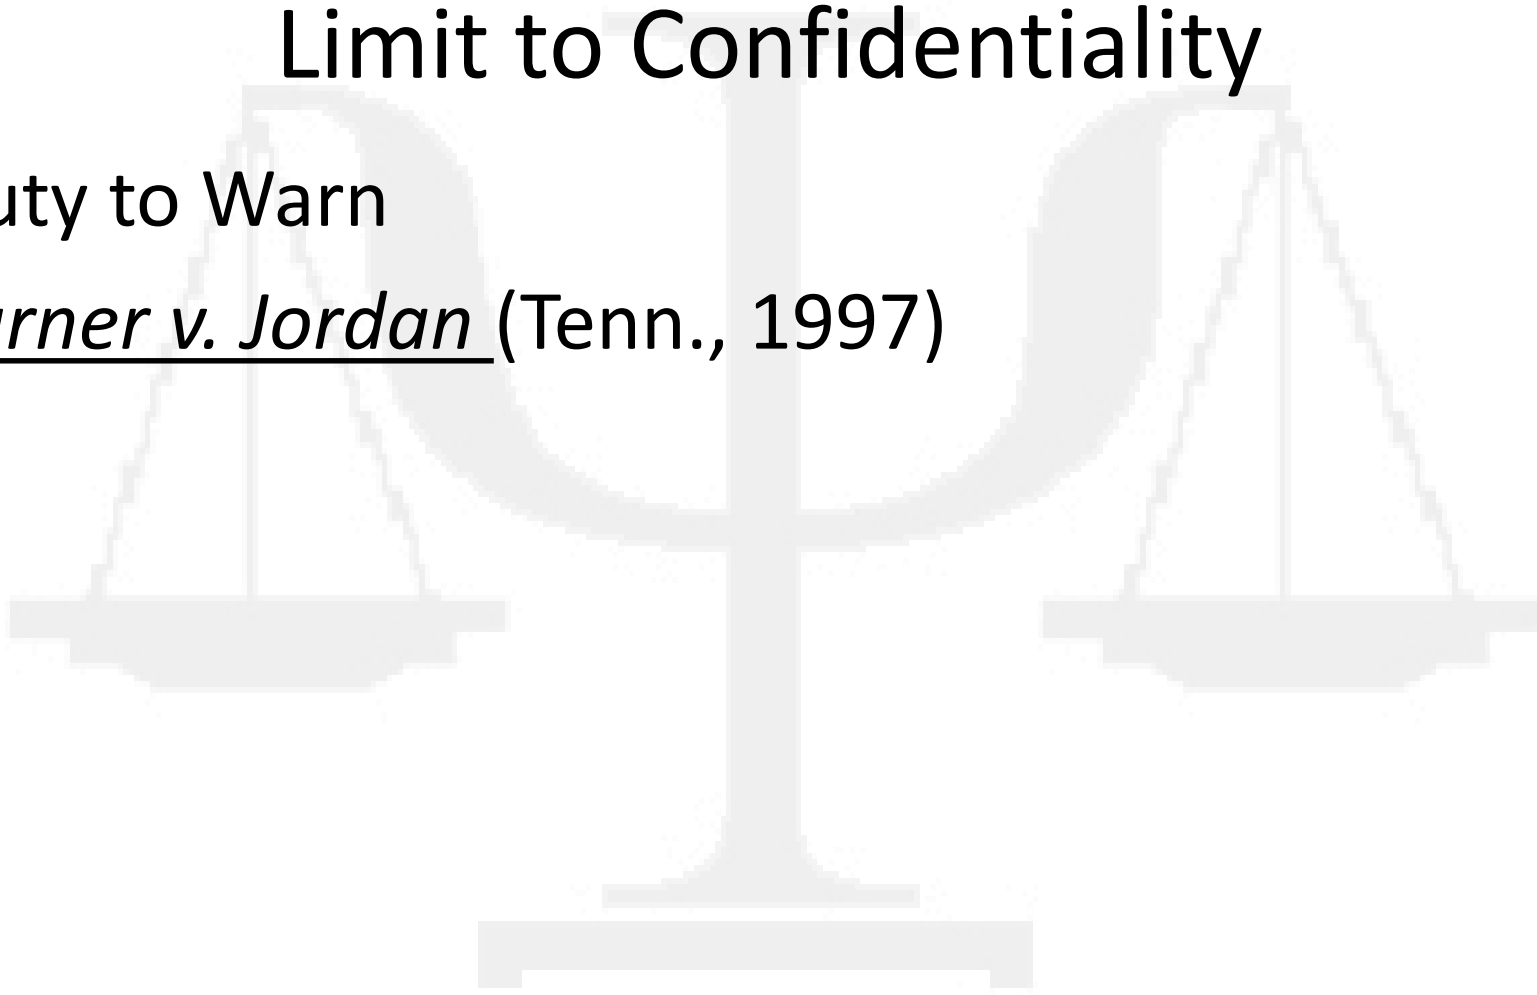 Limit to Confidentiality
uty to Warn
rner v. Jordan (Tenn., 1997)